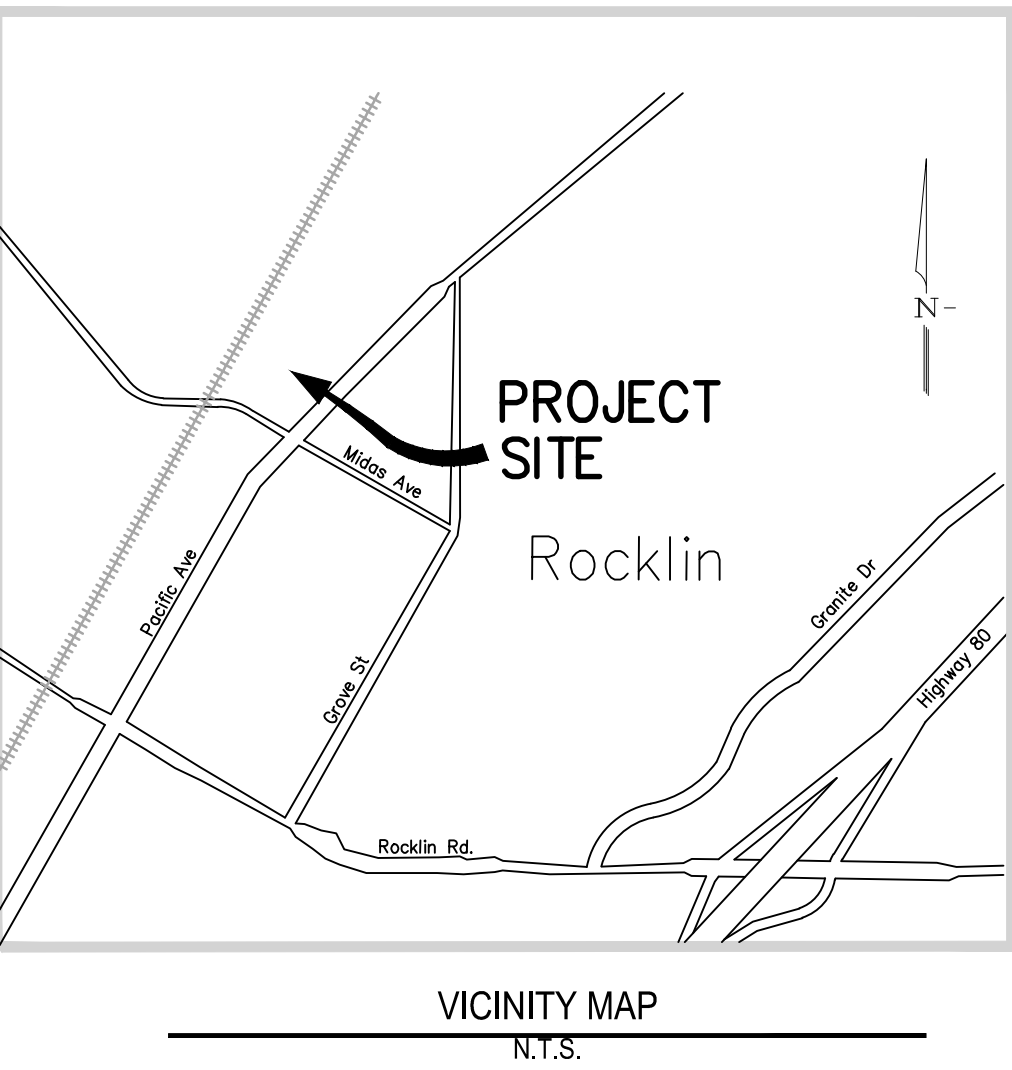 N
PROJECT
SITE
Midas Ave
Rocklin
Pacific Ave
Granite Dr
Highway 80
Grove St
Rocklin Rd.
VICINITY MAP
N.T.S.